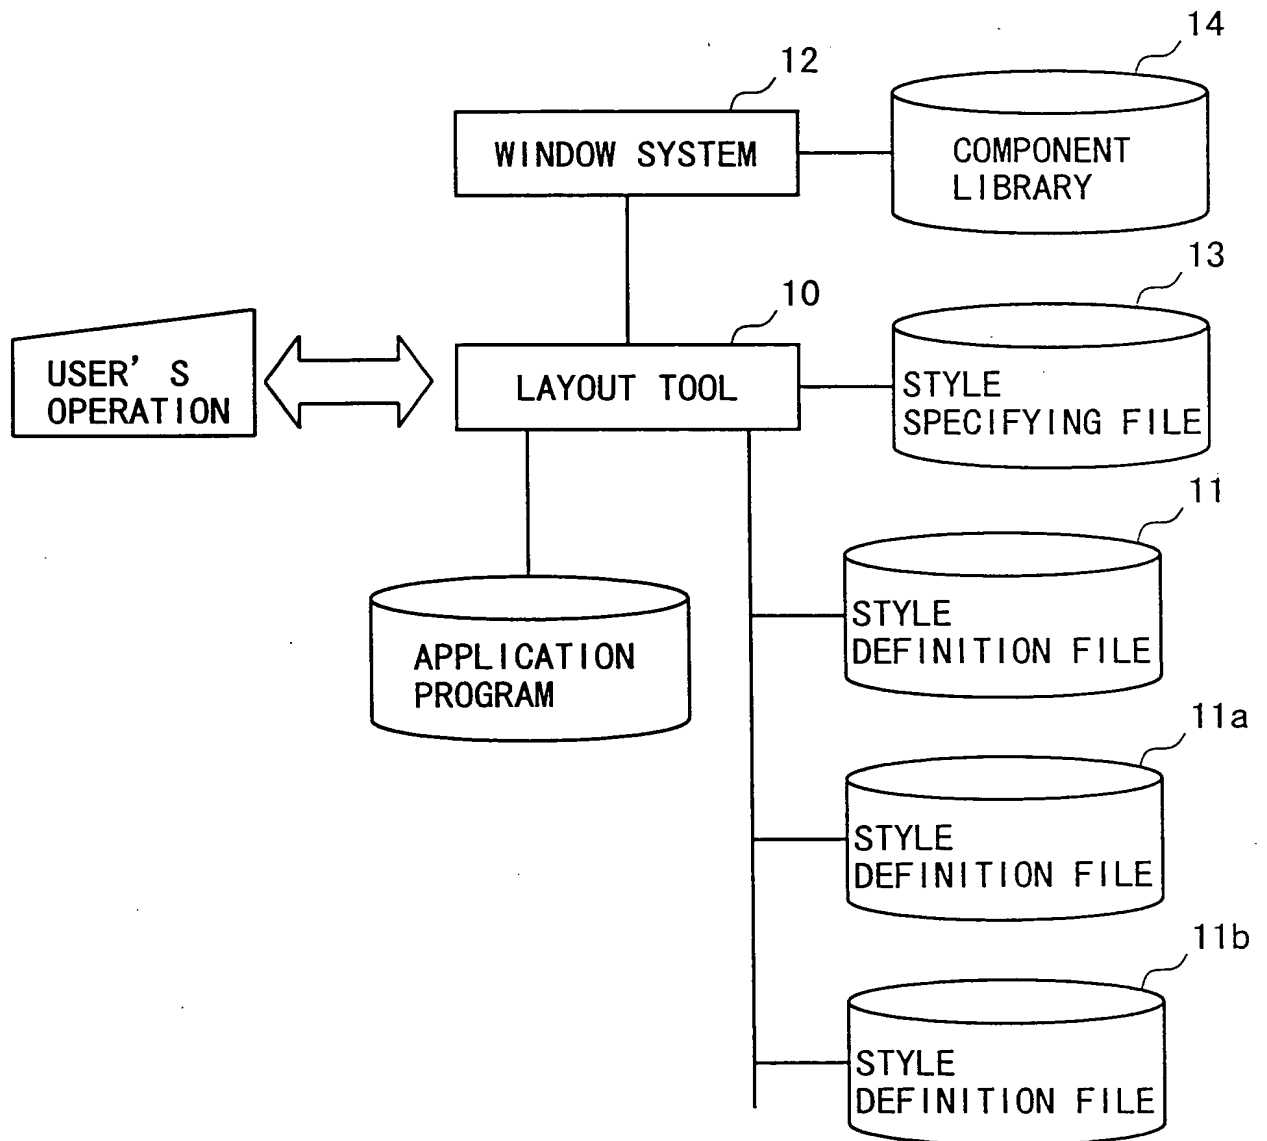 14
12
WINDOW SYSTEM
COMPONENT
LIBRARY
13
10
USER'S
OPERATION
LAYOUT TOOL
STYLE
SPECIFYING FILE
11
STYLE
DEFINITION FILE
APPLICATION
PROGRAM
11a
STYLE
DEFINITION FILE
11b
STYLE
DEFINITION FILE